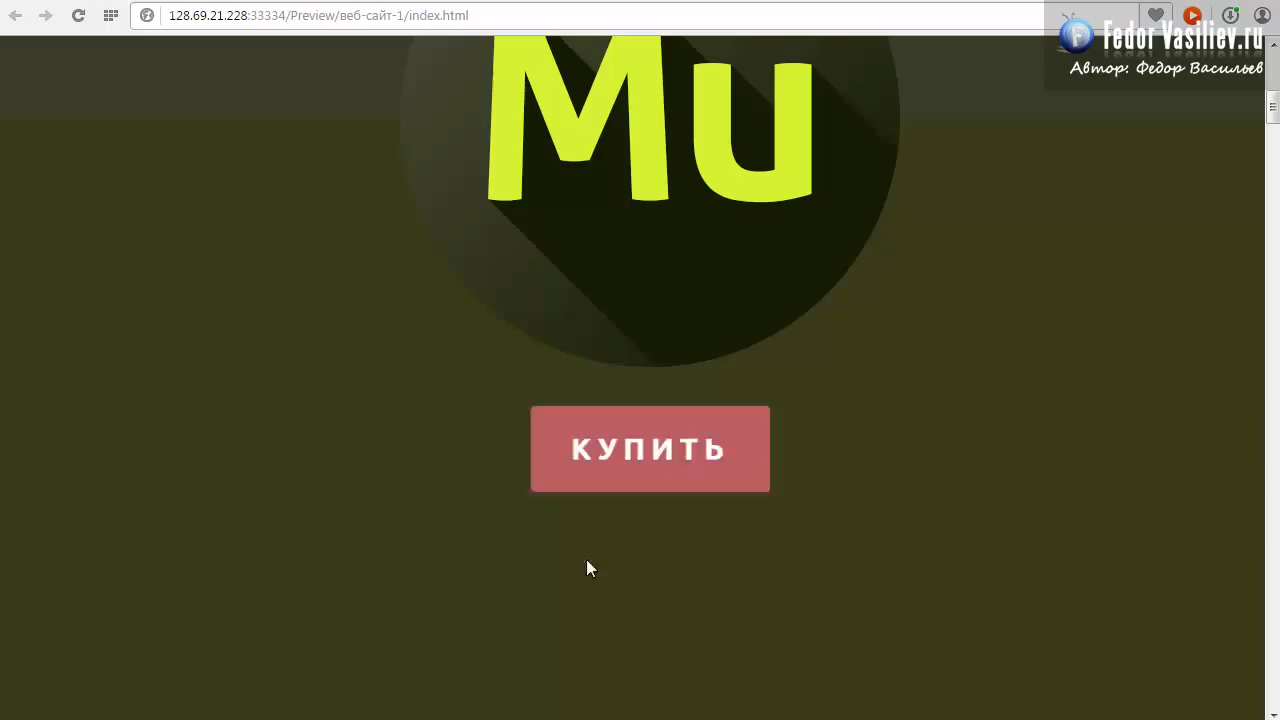 128.69.21.228:33334/Preview/веб-сайт-1/index.html
F Fedor Vasiliev.ru
Автор: Федор Васильев
Mu
КУПИТЬ